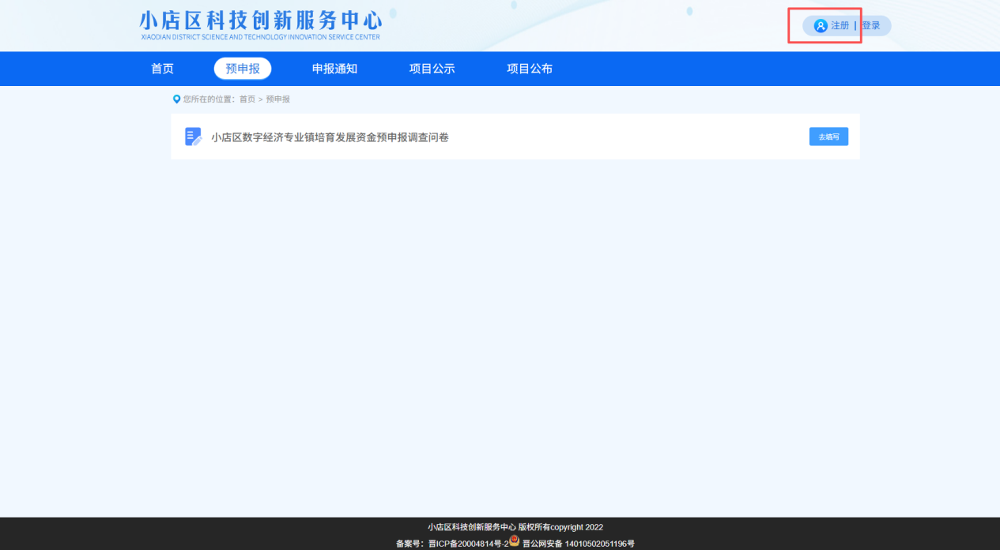 小店区科技创新服务中心
XIAODIAN DISTRICT SCIENCE AND TECHNOLOGY INNOVATION SERVICE CENTER
注册 | 登录
首页 预申报 申报通知 项目公示 项目公布
您所在的位置：首页 > 预申报
小店区数字经济专业镇培育发展资金预申报调查问卷
去填写
小店区科技创新服务中心 版权所有copyright 2022
备案号：晋ICP备20004814号-2 晋公网安备 14010502051196号